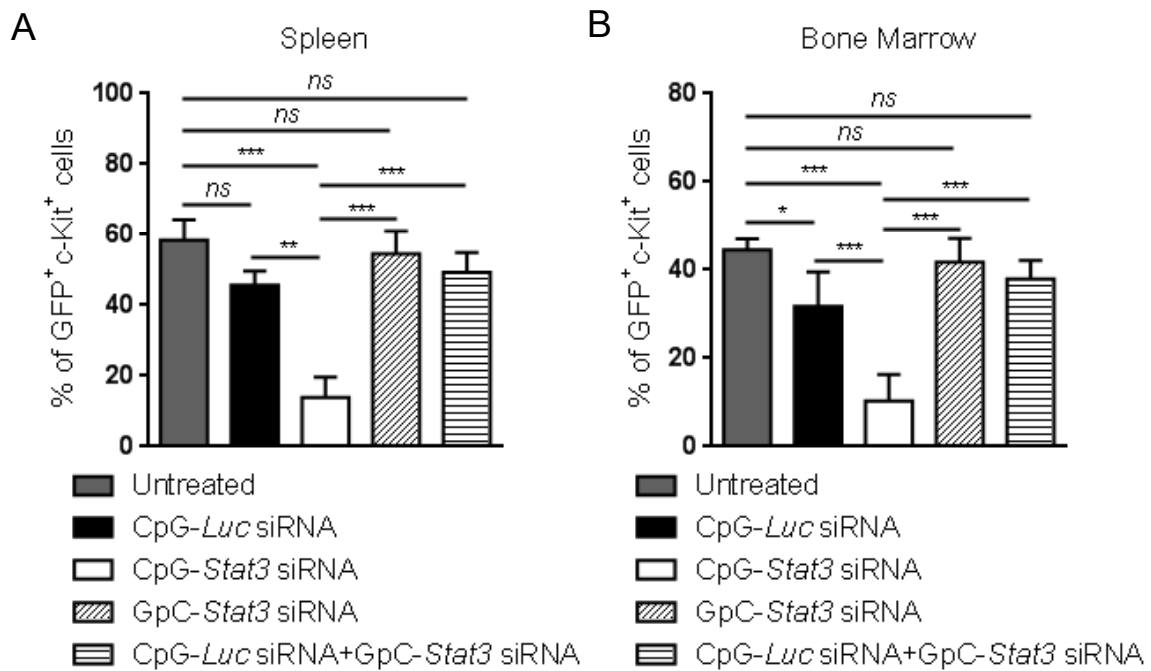 A
Spleen
% of GFP⁺c-Kit⁺ cells
100
80
60
40
20
0
ns
ns
***
***
ns
***
**
Untreated
CpG-Luc siRNA
CpG-Stat3 siRNA
GpC-Stat3 siRNA
CpG-Luc siRNA+GpC-Stat3 siRNA
B
Bone Marrow
% of GFP⁺c-Kit⁺ cells
80
60
40
20
0
ns
ns
***
***
*
***
***
Untreated
CpG-Luc siRNA
CpG-Stat3 siRNA
GpC-Stat3 siRNA
CpG-Luc siRNA+GpC-Stat3 siRNA